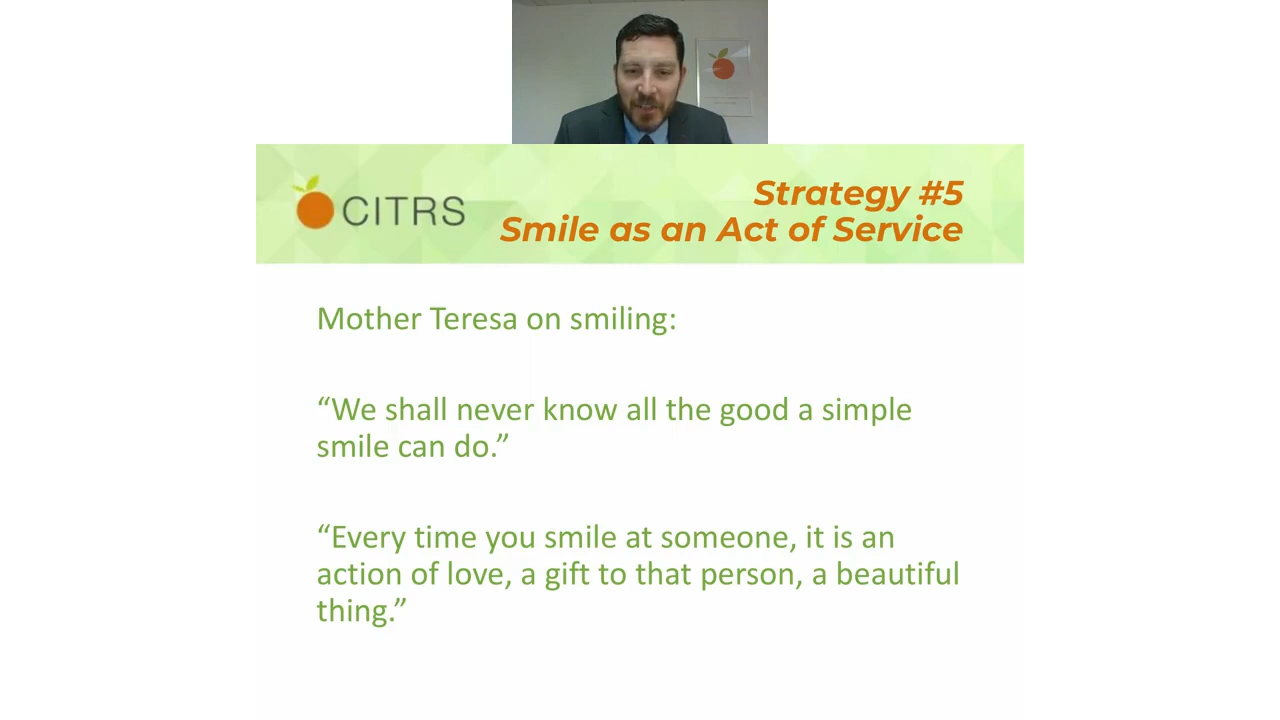 CITRS
Strategy #5
Smile as an Act of Service
Mother Teresa on smiling:
“We shall never know all the good a simple
smile can do.”
“Every time you smile at someone, it is an
action of love, a gift to that person, a beautiful
thing.”